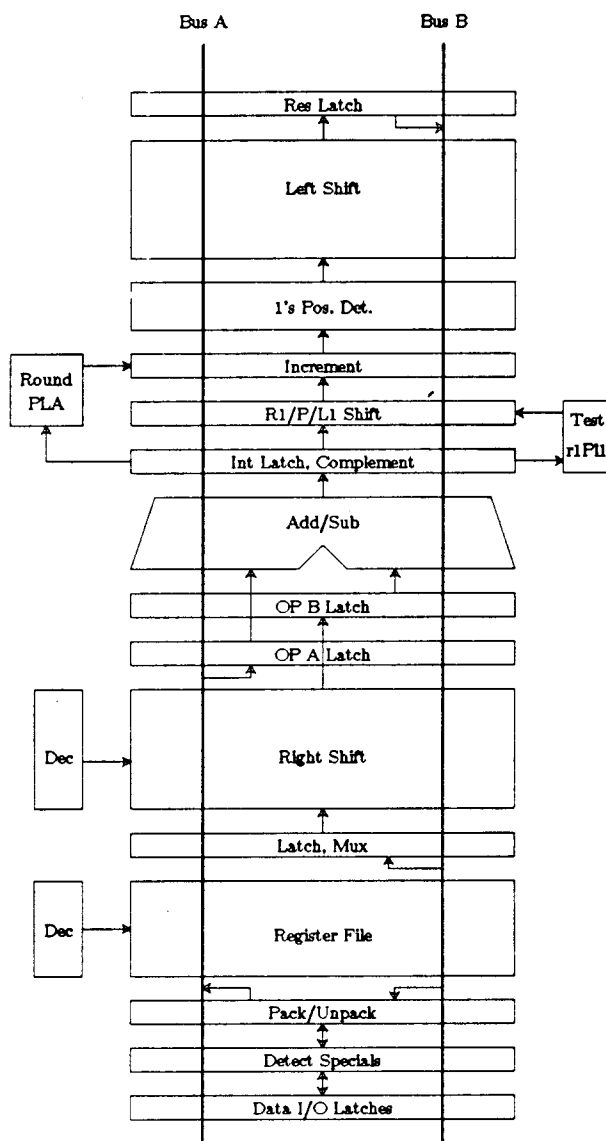 Bus A
Bus B
Res Latch
Left Shift
1's Pos. Det.
Increment
Round
PLA
R1/P/L1 Shift
Test
r1Pl1
Int Latch, Complement
Add/Sub
OP B Latch
OP A Latch
Dec
Right Shift
Latch, Mux
Dec
Register File
Pack/Unpack
Detect Specials
Data I/O Latches